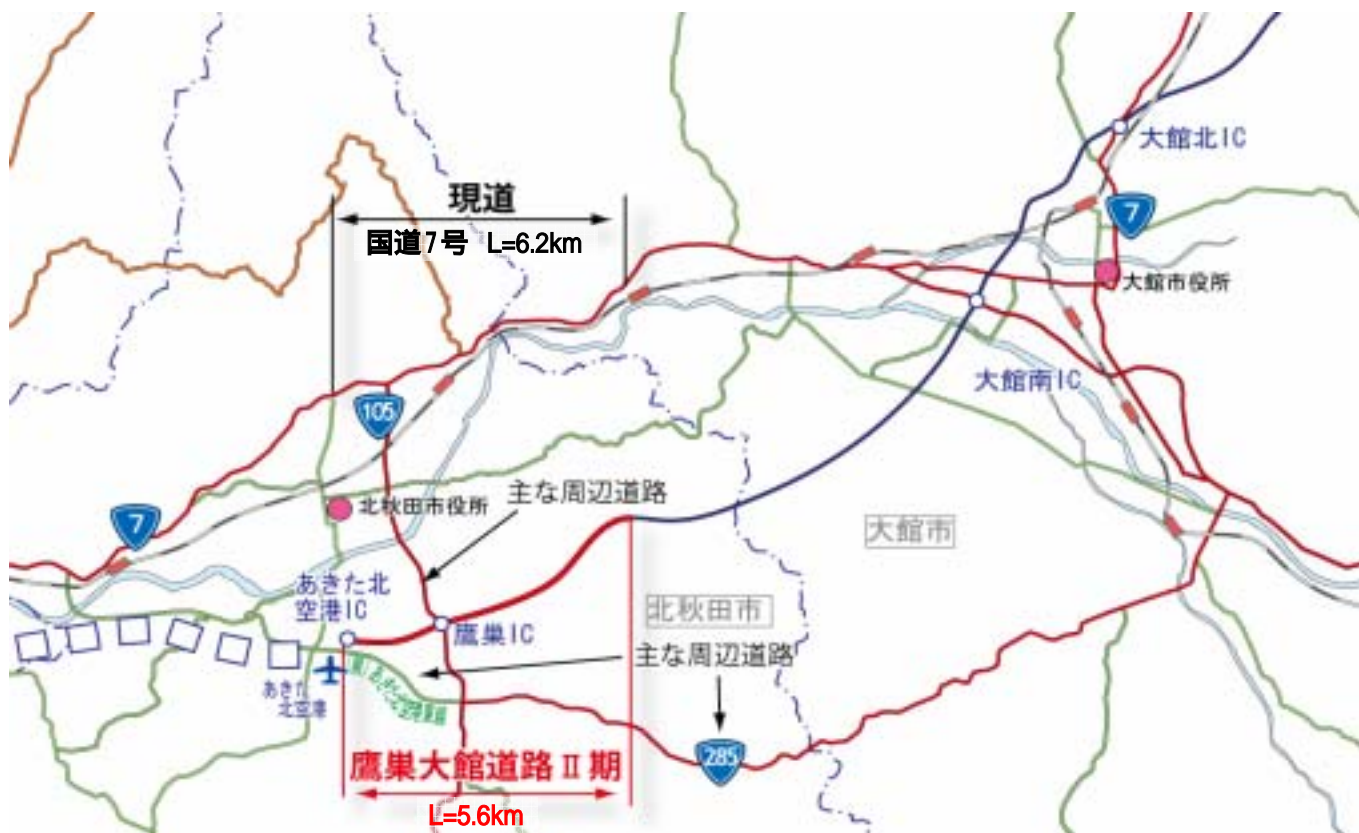 大館北IC
現道
国道7号 L=6.2km
7
大館市役所
大館南IC
105
主な周辺道路
北秋田市役所
7
大館市
あきた北
空港IC
北秋田市
鷹巣IC
主な周辺道路
あきた
北空港
285
鷹巣大館道路Ⅱ期
L=5.6km